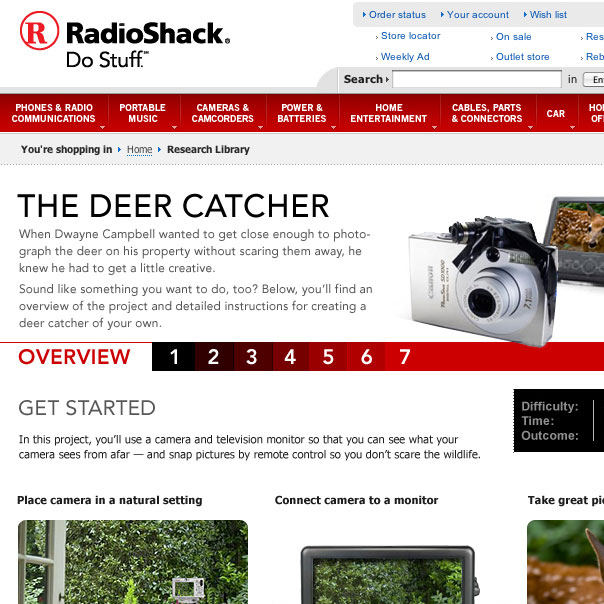 Order status
Your account
Wish list
R RadioShack®
Do Stuff.℠
Store locator
On sale
Weekly Ad
Outlet store
Search
in
PHONES & RADIO COMMUNICATIONS
PORTABLE MUSIC
CAMERAS & CAMCORDERS
POWER & BATTERIES
HOME ENTERTAINMENT
CABLES, PARTS & CONNECTORS
CAR
You're shopping in Home Research Library
THE DEER CATCHER
When Dwayne Campbell wanted to get close enough to photo-
graph the deer on his property without scaring them away, he
knew he had to get a little creative.
Sound like something you want to do, too? Below, you'll find an
overview of the project and detailed instructions for creating a
deer catcher of your own.
Canon
PowerShot SD1000
7.1
OVERVIEW 1 2 3 4 5 6 7
GET STARTED
Difficulty:
Time:
Outcome:
In this project, you'll use a camera and television monitor so that you can see what your
camera sees from afar — and snap pictures by remote control so you don't scare the wildlife.
Place camera in a natural setting
Connect camera to a monitor
Take great pi